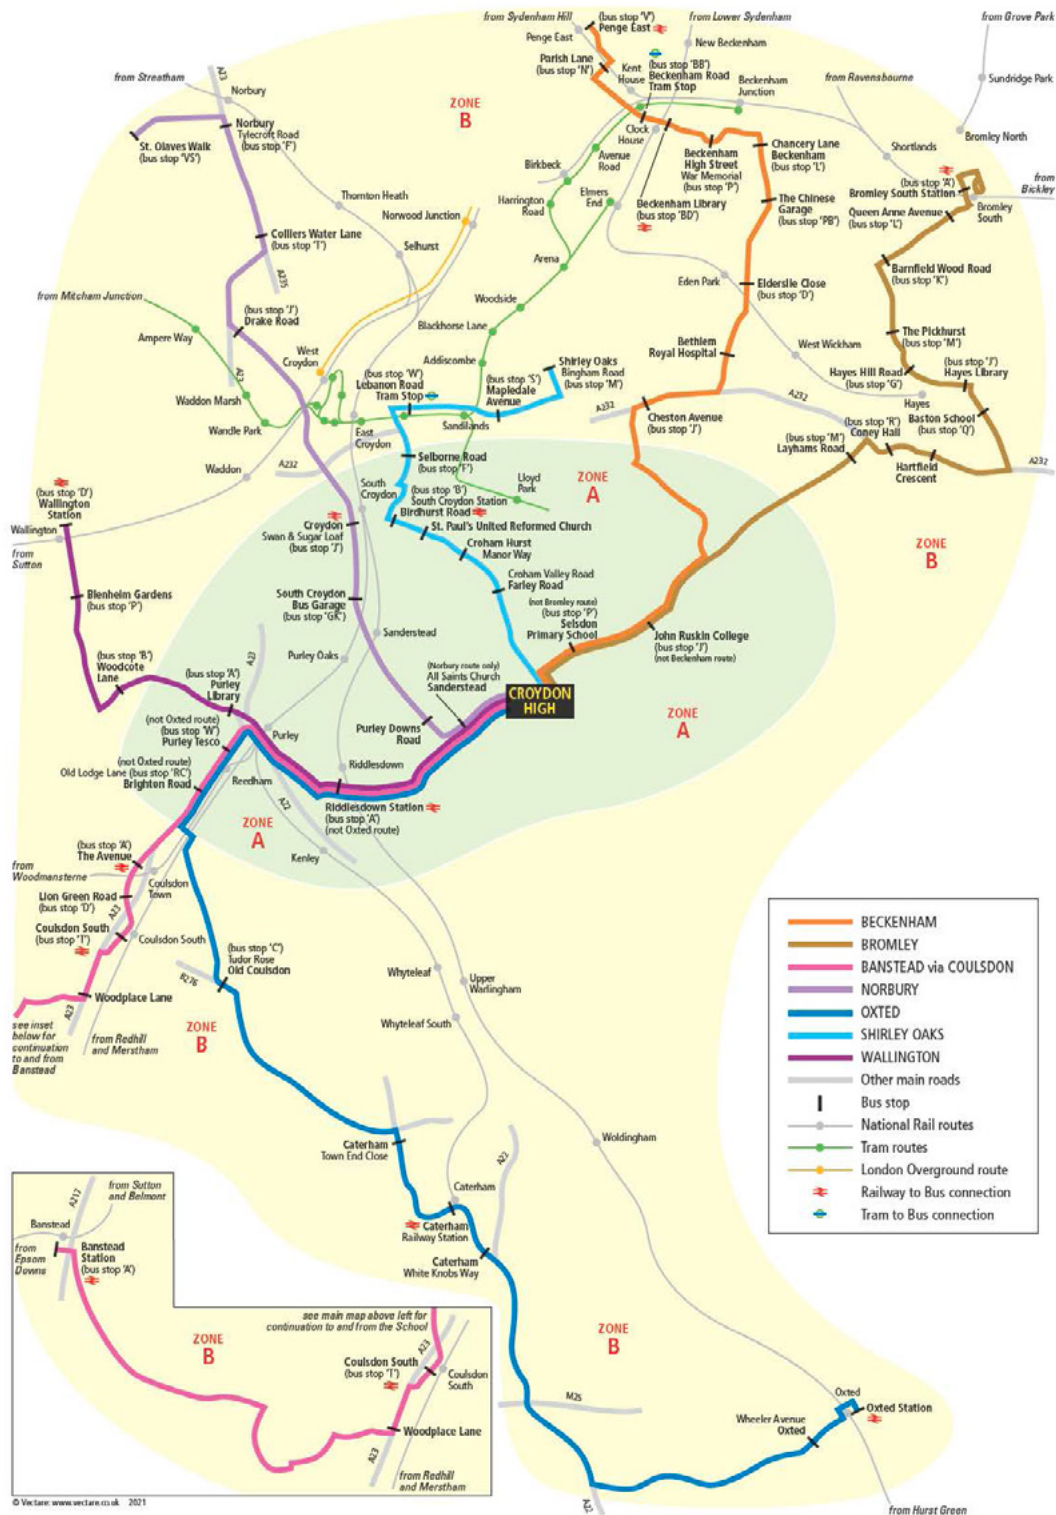 from Sydenham Hill
(bus stop 'V')
Penge East
from Lower Sydenham
from Grove Park
Penge East
New Beckenham
Parish Lane
(bus stop 'N')
Kent
House
(bus stop 'BB')
Beckenham Road
Tram Stop
Beckenham
Junction
from Ravensbourne
Sundridge Park
from Streatham
A23
Norbury
ZONE
B
Norbury
Tylecroft Road
(bus stop 'F')
St. Olaves Walk
(bus stop 'VS')
Clock
House
Avenue
Road
Birkbeck
Beckenham
High Street
War Memorial
(bus stop 'P')
Chancery Lane
Beckenham
(bus stop 'L')
Bromley North
Shortlands
from
Bickley
(bus stop 'A')
Bromley South Station
Bromley
South
Thornton Heath
Norwood Junction
Harrington
Road
Elmers
End
Beckenham Library
(bus stop 'BD')
The Chinese
Garage
(bus stop 'PB')
Queen Anne Avenue
(bus stop 'L')
Colliers Water Lane
(bus stop 'T')
A235
Selhurst
Arena
Eden Park
Elderslie Close
(bus stop 'D')
Barnfield Wood Road
(bus stop 'K')
from Mitcham Junction
(bus stop 'J')
Drake Road
Ampere Way
Woodside
Blackhorse Lane
The Pickhurst
(bus stop 'M')
West
Croydon
Addiscombe
Shirley Oaks
Bingham Road
(bus stop 'M')
Bethlem
Royal Hospital
West Wickham
Hayes Hill Road
(bus stop 'G')
(bus stop 'J')
Hayes Library
A23
Waddon Marsh
(bus stop 'W')
Lebanon Road
Tram Stop
(bus stop 'S')
Mapledale
Avenue
Hayes
Wandle Park
East
Croydon
Sandilands
A232
Cheston Avenue
(bus stop 'J')
A232
Baston School
(bus stop 'Q')
(bus stop 'R')
Coney Hall
(bus stop 'M')
Layhams Road
Hartfield
Crescent
A232
Waddon
A232
Selborne Road
(bus stop 'F')
ZONE
A
Lloyd
Park
South
Croydon
(bus stop 'B')
South Croydon Station
Birdhurst Road
(bus stop 'D')
Wallington
Station
Wallington
from
Sutton
Croydon
Swan & Sugar Loaf
(bus stop 'J')
St. Paul's United Reformed Church
Croham Hurst
Manor Way
ZONE
B
Croham Valley Road
Farley Road
Blenheim Gardens
(bus stop 'P')
South Croydon
Bus Garage
(bus stop 'GK')
(not Bromley route)
(bus stop 'P')
Selsdon
Primary School
John Ruskin College
(bus stop 'J')
(not Beckenham route)
Sanderstead
(bus stop 'B')
Woodcote
Lane
A23
Purley Oaks
(bus stop 'A')
Purley
Library
(Norbury route only)
All Saints Church
Sanderstead
CROYDON
HIGH
ZONE
A
(not Oxted route)
(bus stop 'W')
Purley Tesco
Purley
Purley Downs
Road
(not Oxted route)
Old Lodge Lane (bus stop 'RC')
Brighton Road
Reedham
Riddlesdown
A22
Riddlesdown Station
(bus stop 'A')
(not Oxted route)
ZONE
A
Kenley
(bus stop 'A')
The Avenue
from
Woodmansterne
Coulsdon
Town
Lion Green Road
(bus stop 'D')
A23
Coulsdon South
(bus stop 'T')
Coulsdon South
(bus stop 'C')
Tudor Rose
Old Coulsdon
B276
Whyteleaf
Upper
Warlingham
Woodplace Lane
A23
Whyteleaf South
see inset
below for
continuation
to and from
Banstead
from Redhill
and Merstham
ZONE
B
BECKENHAM
BROMLEY
BANSTEAD via COULSDON
NORBURY
OXTED
SHIRLEY OAKS
WALLINGTON
Other main roads
Bus stop
National Rail routes
Tram routes
London Overground route
Railway to Bus connection
Tram to Bus connection
Caterham
Town End Close
A22
Woldingham
Caterham
Caterham
Railway Station
Caterham
White Knobs Way
A217
from Sutton
and Belmont
Banstead
from
Epsom
Downs
Banstead
Station
(bus stop 'A')
see main map above left for
continuation to and from the School
ZONE
B
A23
Coulsdon South
(bus stop 'T')
Coulsdon
South
Woodplace Lane
A23
from Redhill
and Merstham
ZONE
B
M25
Oxted
Oxted Station
Wheeler Avenue
Oxted
A22
from Hurst Green
© Vectare: www.vectare.co.uk 2021